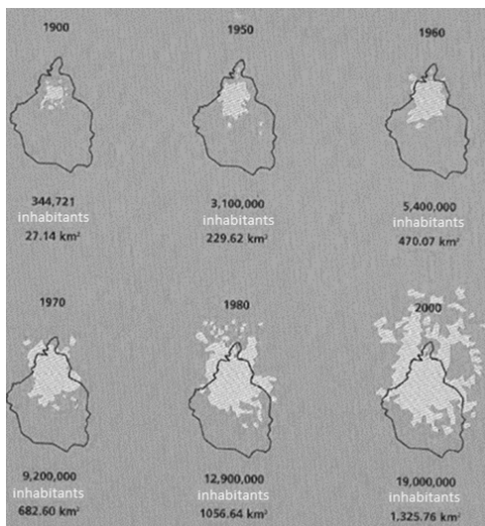 1900
1950
1960
344,721
inhabitants
27.14 km²
3,100,000
inhabitants
229.62 km²
5,400,000
inhabitants
470.07 km²
1970
1980
2000
9,200,000
inhabitants
682.60 km²
12,900,000
inhabitants
1056.64 km²
19,000,000
inhabitants
1,325.76 km²